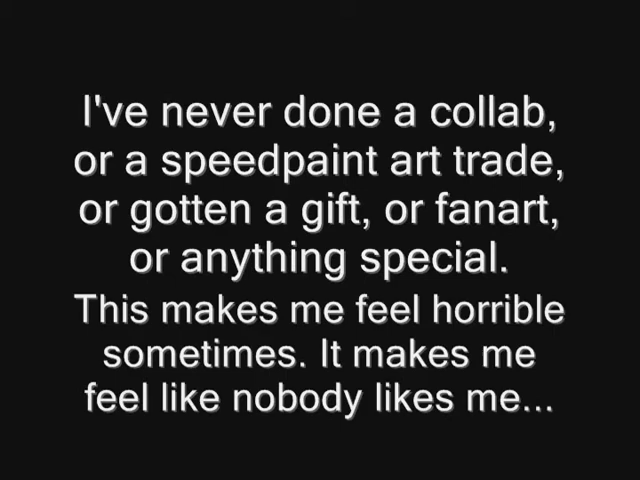 I've never done a collab,
or a speedpaint art trade,
or gotten a gift, or fanart,
or anything special.
This makes me feel horrible
sometimes. It makes me
feel like nobody likes me...